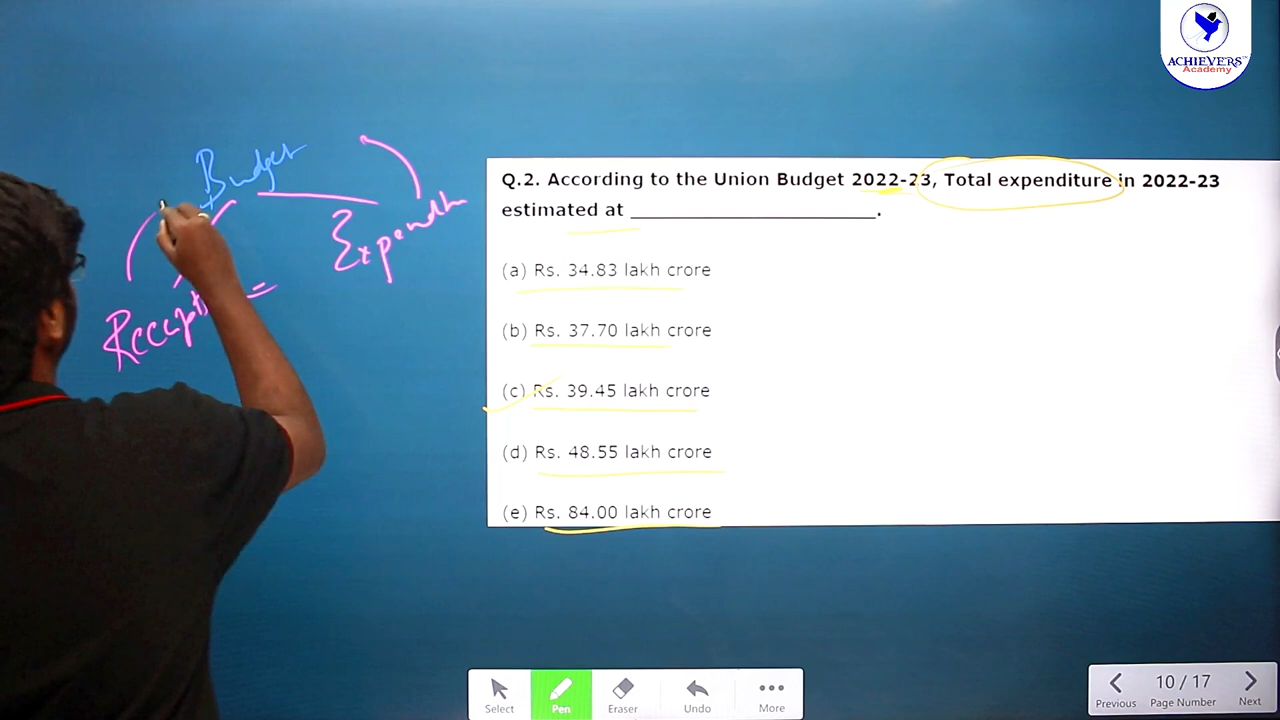 ACHIEVERS
Academy
Budget
Receipts =
Q.2. According to the Union Budget 2022-23, Total expenditure in 2022-23
estimated at ______________________.
(a) Rs. 34.83 lakh crore
(b) Rs. 37.70 lakh crore
(c) Rs. 39.45 lakh crore
(d) Rs. 48.55 lakh crore
(e) Rs. 84.00 lakh crore
Select
Pen
Eraser
Undo
More
10 / 17
Previous Page Number Next